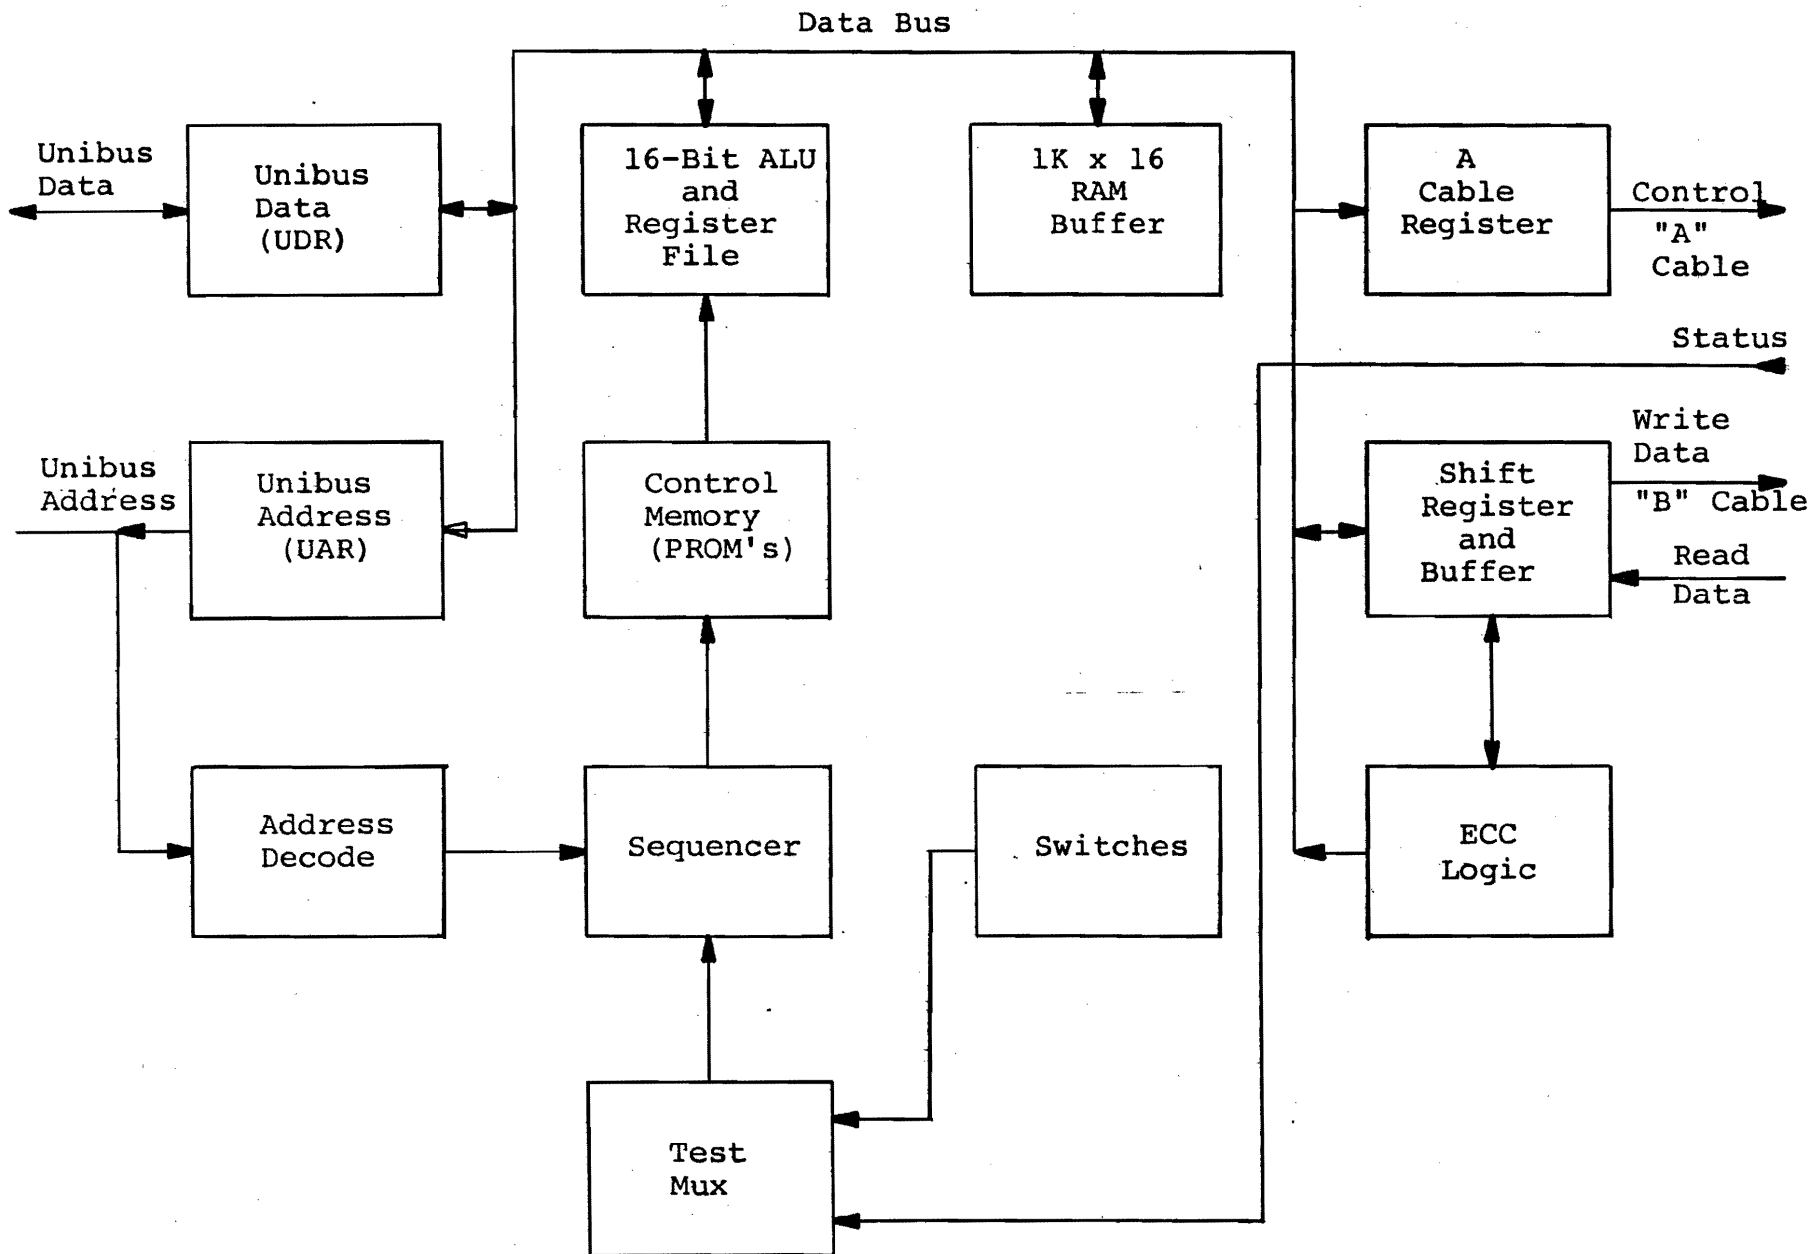 Data Bus
Unibus
Data
Unibus
Data
(UDR)
16-Bit ALU
and
Register
File
1K x 16
RAM
Buffer
A
Cable
Register
Control
"A"
Cable
Status
Unibus
Address
Unibus
Address
(UAR)
Control
Memory
(PROM's)
Shift
Register
and
Buffer
Write
Data
"B" Cable
Read
Data
Address
Decode
Sequencer
Switches
ECC
Logic
Test
Mux